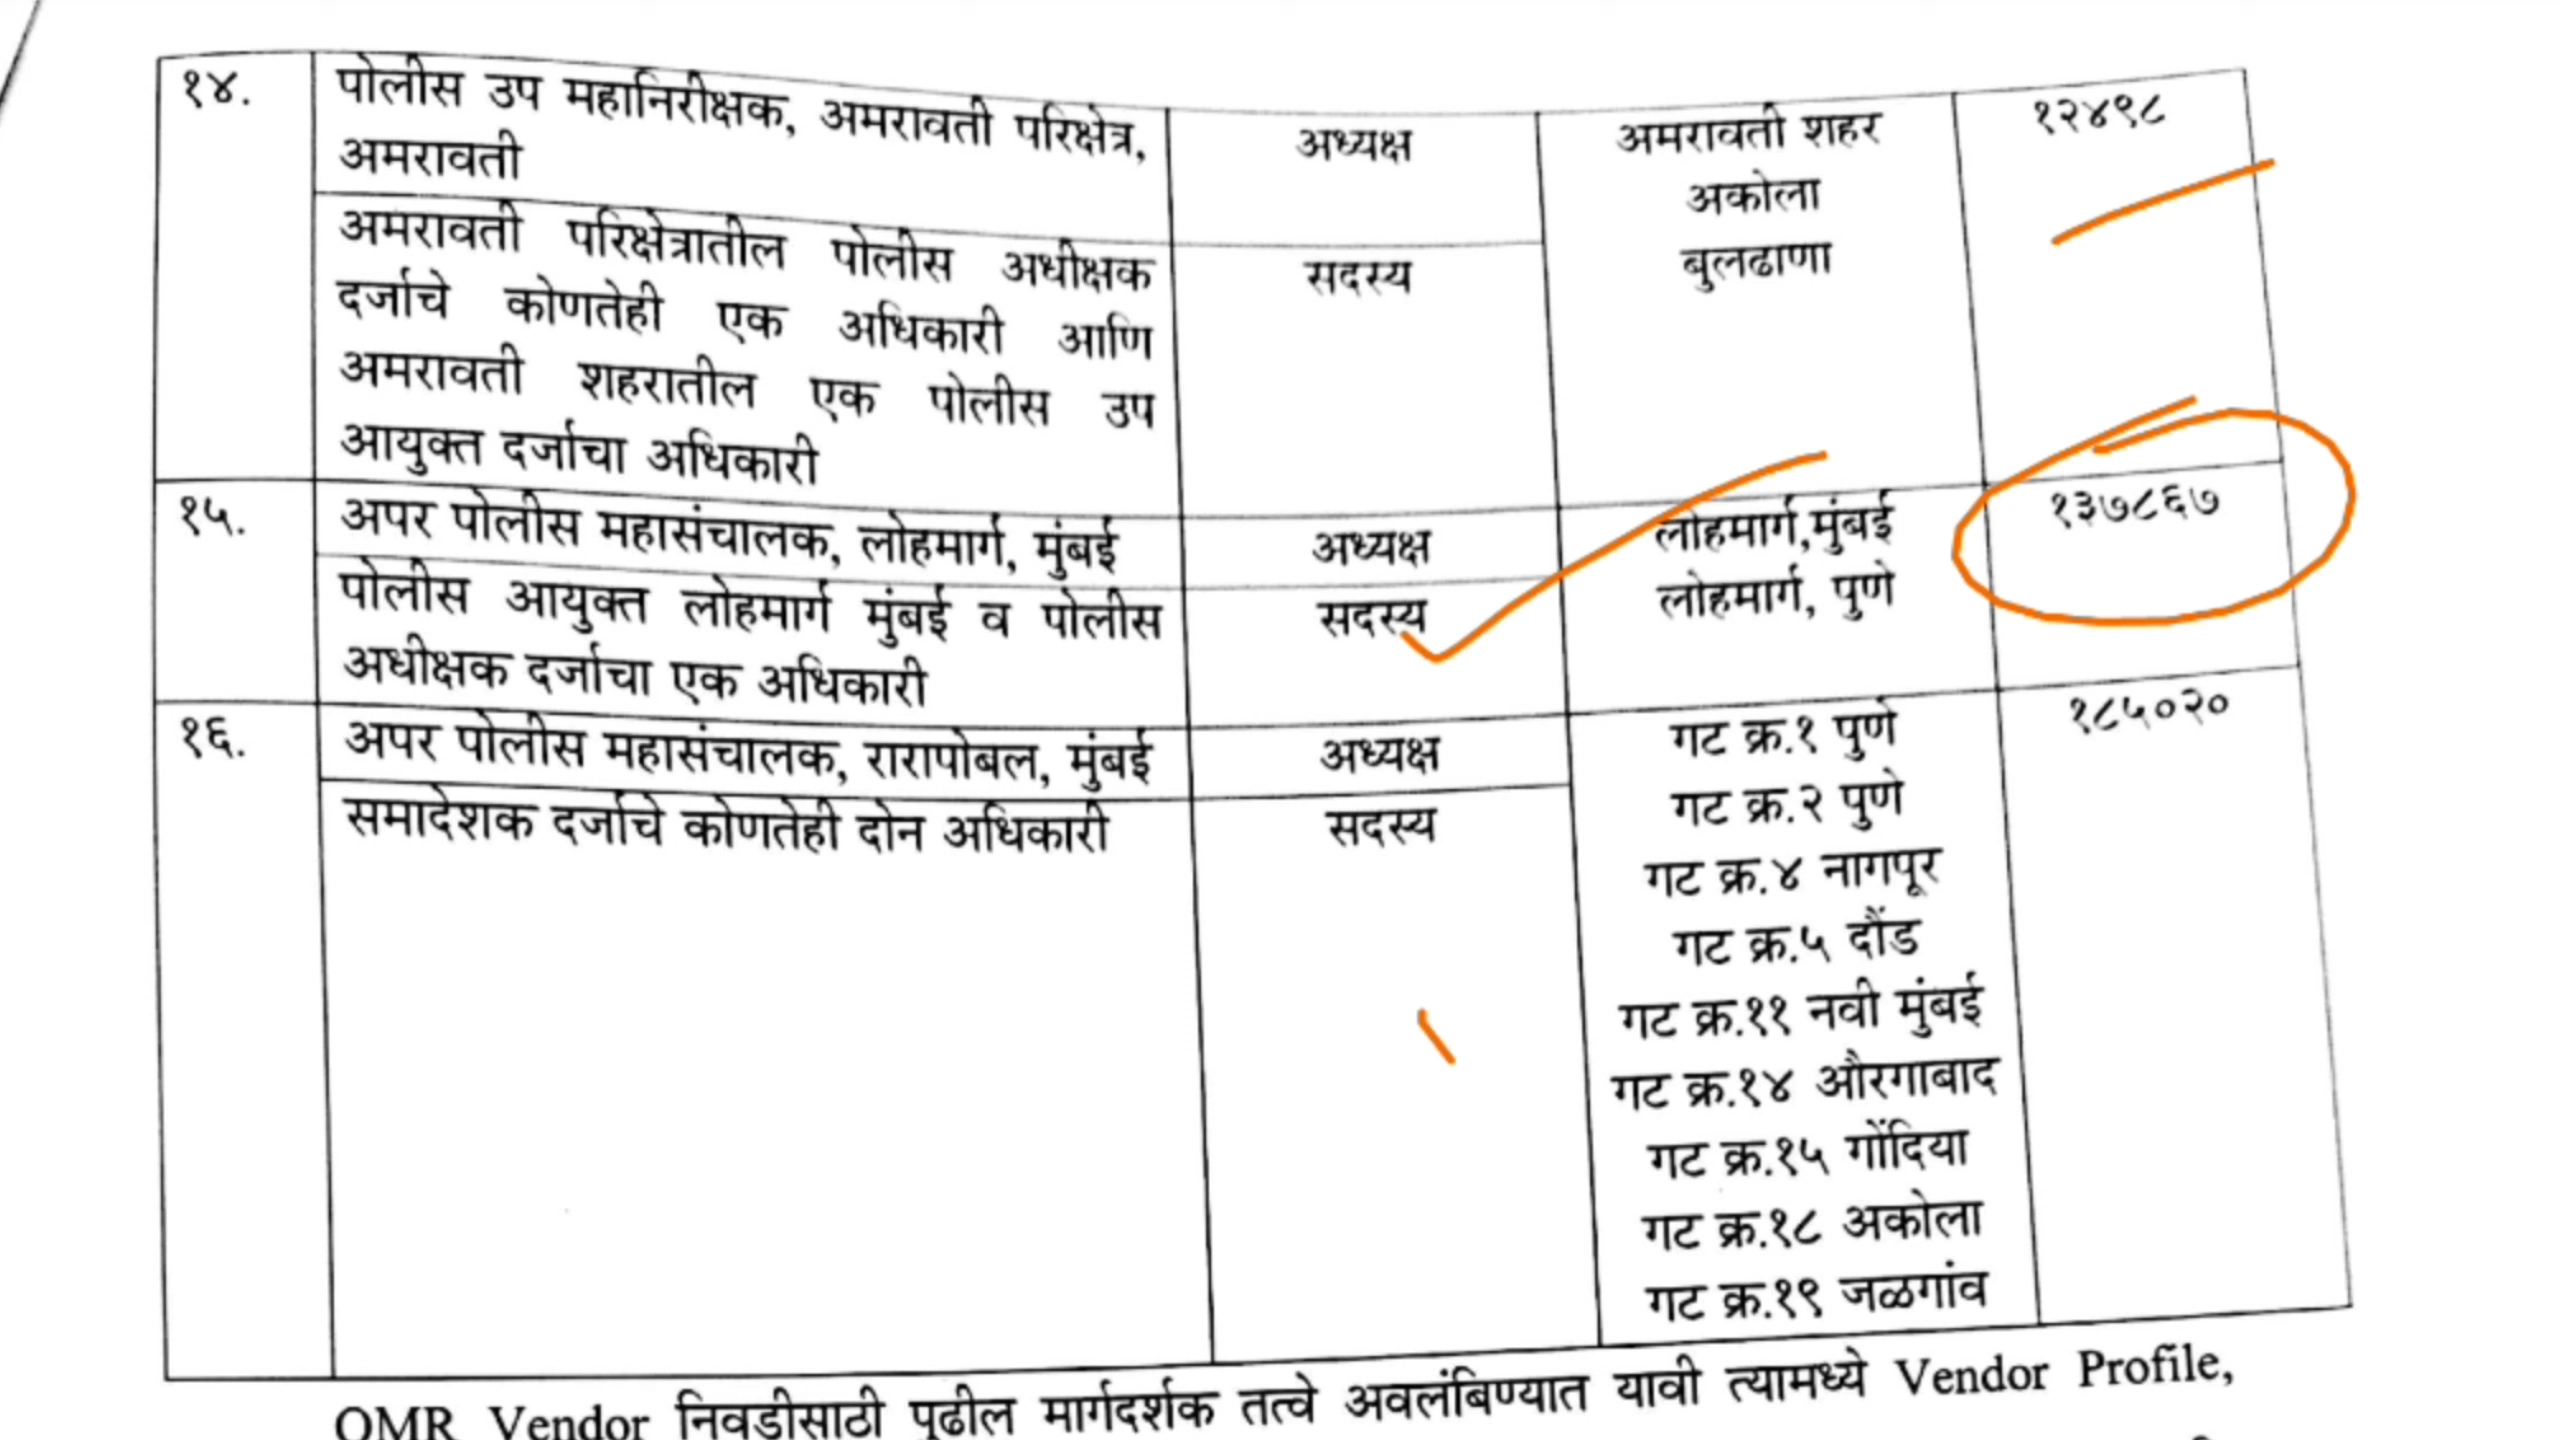 १४.
पोलीस उप महानिरीक्षक, अमरावती परिक्षेत्र,
अमरावती
अध्यक्ष
अमरावती शहर
अकोला
बुलढाणा
१२४९८
अमरावती परिक्षेत्रातील पोलीस अधीक्षक
दर्जाचे कोणतेही एक अधिकारी आणि
अमरावती शहरातील एक पोलीस उप
आयुक्त दर्जाचा अधिकारी
सदस्य
१५.
अपर पोलीस महासंचालक, लोहमार्ग, मुंबई
अध्यक्ष
लोहमार्ग,मुंबई
लोहमार्ग, पुणे
१३७८६७
पोलीस आयुक्त लोहमार्ग मुंबई व पोलीस
अधीक्षक दर्जाचा एक अधिकारी
सदस्य
१६.
अपर पोलीस महासंचालक, रारापोबल, मुंबई
अध्यक्ष
गट क्र.१ पुणे
गट क्र.२ पुणे
गट क्र.४ नागपूर
गट क्र.५ दौंड
गट क्र.११ नवी मुंबई
गट क्र.१४ औरगाबाद
गट क्र.१५ गोंदिया
गट क्र.१८ अकोला
गट क्र.१९ जळगांव
१८५०२०
समादेशक दर्जाचे कोणतेही दोन अधिकारी
सदस्य
OMR Vendor निवडीसाठी पुढील मार्गदर्शक तत्वे अवलंबिण्यात यावी त्यामध्ये Vendor Profile,